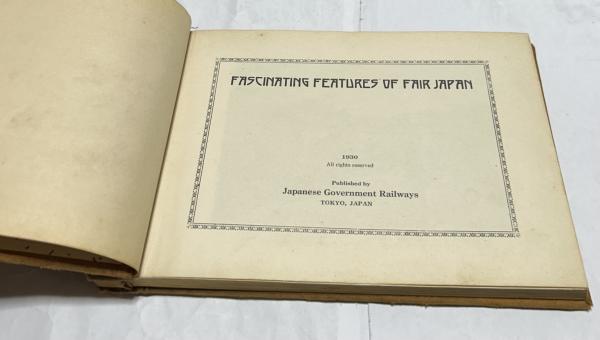 FASCINATING FEATURES OF FAIR JAPAN
1930
All rights reserved
Published by
Japanese Government Railways
TOKYO, JAPAN